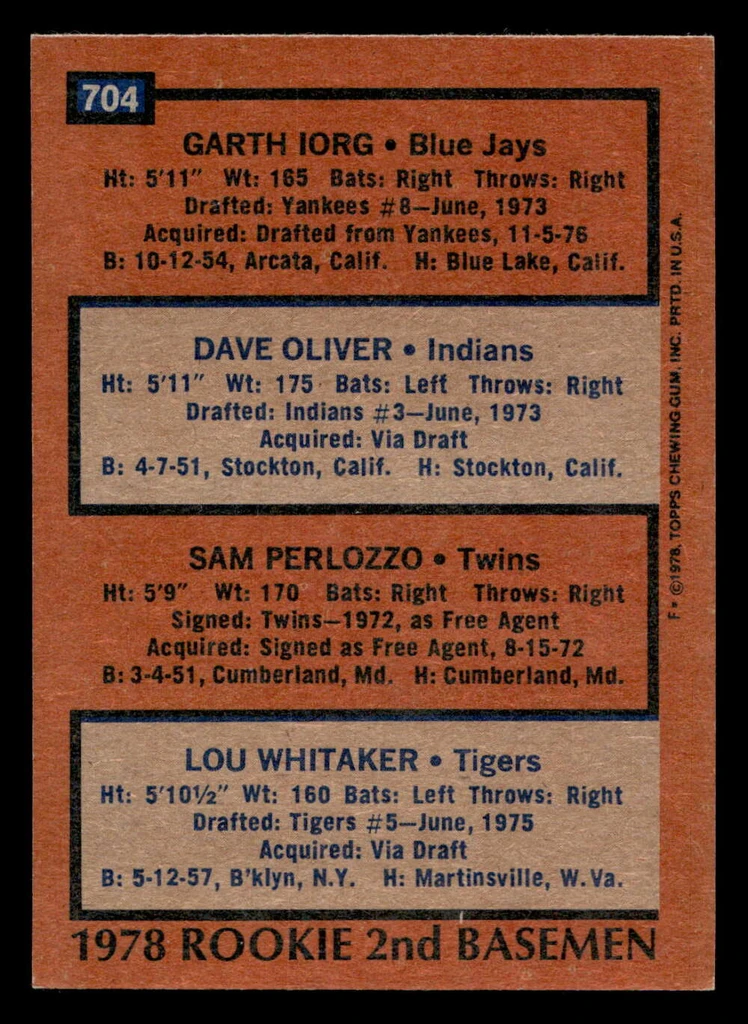 704
GARTH IORG • Blue Jays
Ht: 5'11" Wt: 165 Bats: Right Throws: Right
Drafted: Yankees #8—June, 1973
Acquired: Drafted from Yankees, 11-5-76
B: 10-12-54, Arcata, Calif. H: Blue Lake, Calif.
DAVE OLIVER • Indians
Ht: 5'11" Wt: 175 Bats: Left Throws: Right
Drafted: Indians #3—June, 1973
Acquired: Via Draft
B: 4-7-51, Stockton, Calif. H: Stockton, Calif.
SAM PERLOZZO • Twins
Ht: 5'9" Wt: 170 Bats: Right Throws: Right
Signed: Twins—1972, as Free Agent
Acquired: Signed as Free Agent, 8-15-72
B: 3-4-51, Cumberland, Md. H: Cumberland, Md.
LOU WHITAKER • Tigers
Ht: 5'10½" Wt: 160 Bats: Left Throws: Right
Drafted: Tigers #5—June, 1975
Acquired: Via Draft
B: 5-12-57, B'klyn, N.Y. H: Martinsville, W.Va.
1978 ROOKIE 2nd BASEMEN
F* ©1978, TOPPS CHEWING GUM, INC. PRTD. IN U.S.A.